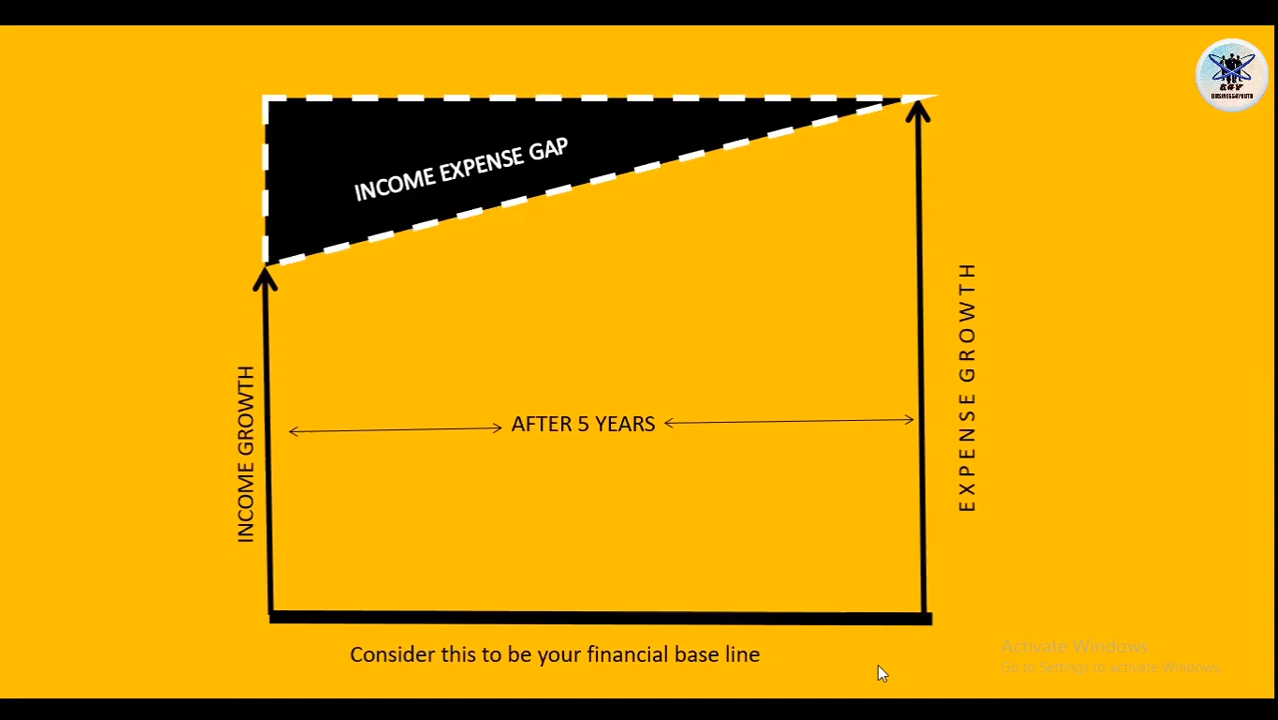 INCOME EXPENSE GAP
INCOME GROWTH
AFTER 5 YEARS
EXPENSE GROWTH
Consider this to be your financial base line
Activate Windows
Go to Settings to activate Windows.